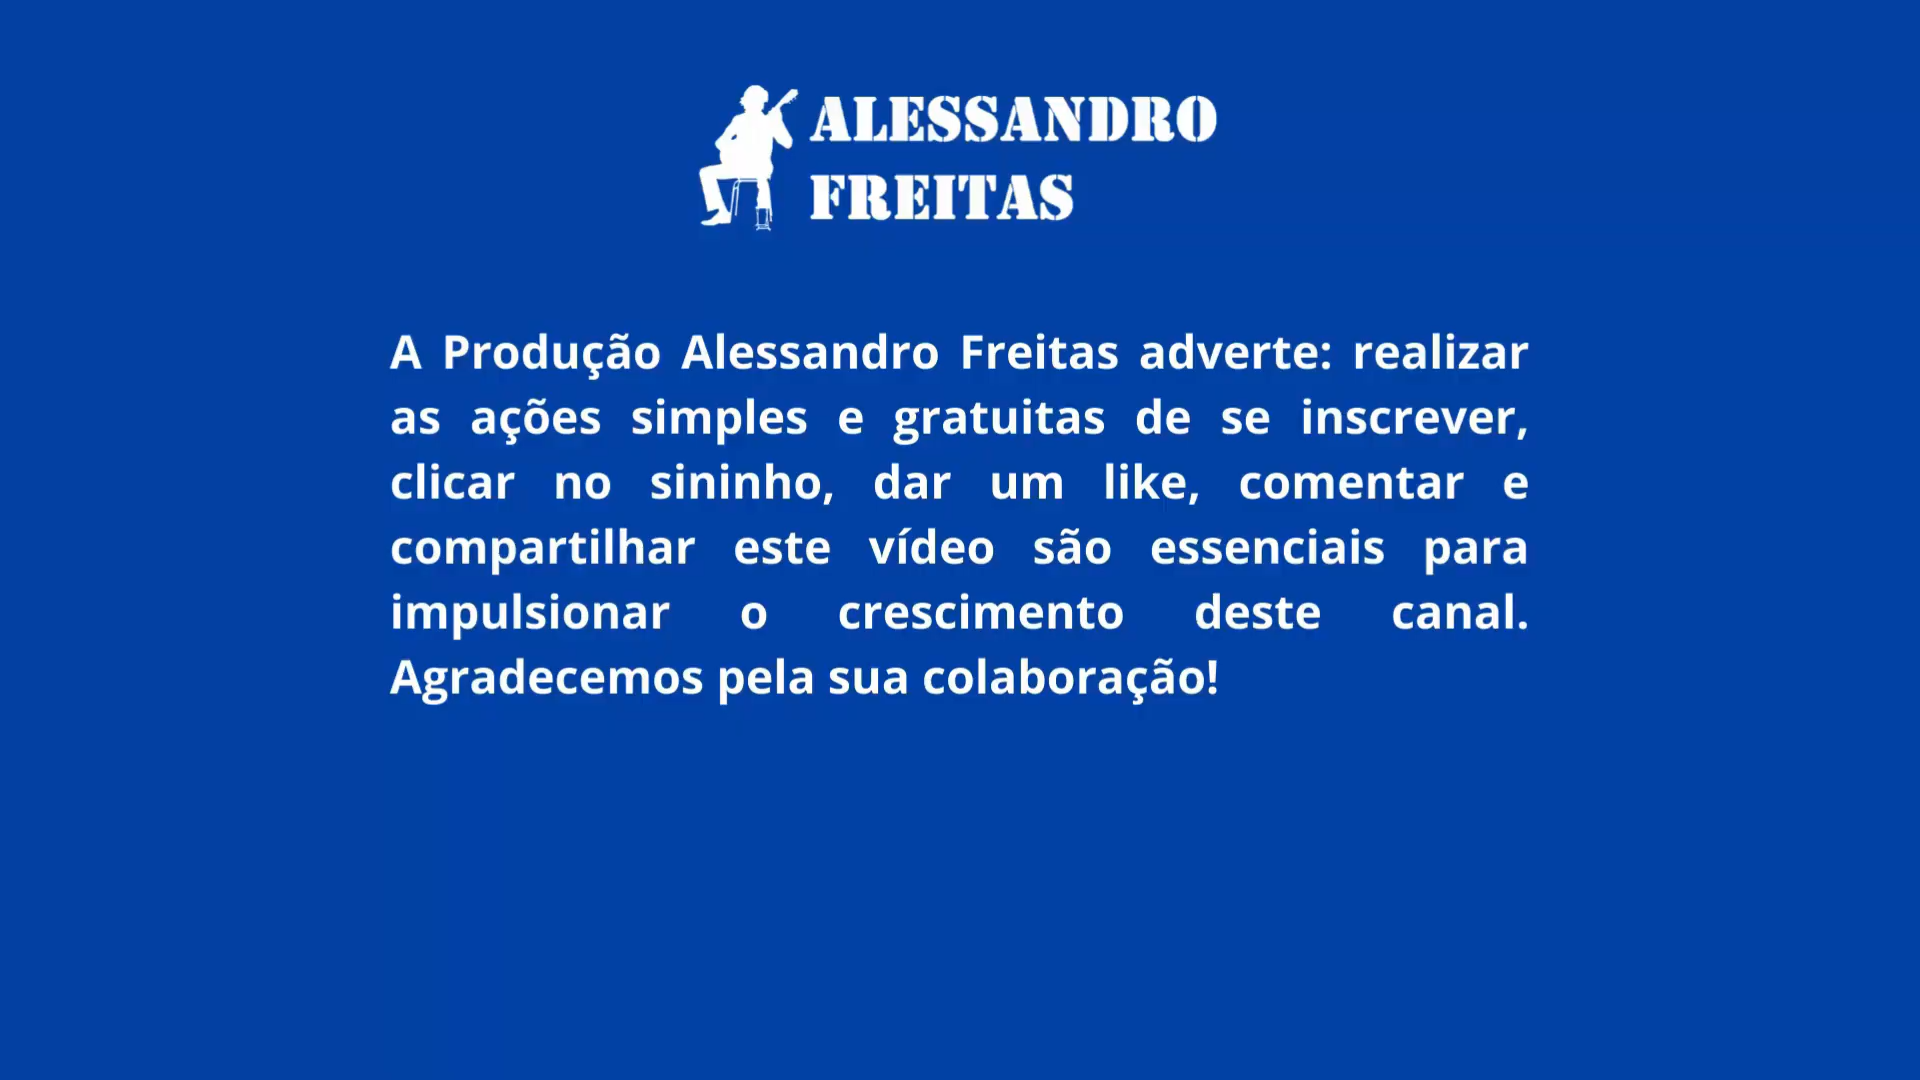 ALESSANDRO
FREITAS
A Produção Alessandro Freitas adverte: realizar
as ações simples e gratuitas de se inscrever,
clicar no sininho, dar um like, comentar e
compartilhar este vídeo são essenciais para
impulsionar o crescimento deste canal.
Agradecemos pela sua colaboração!